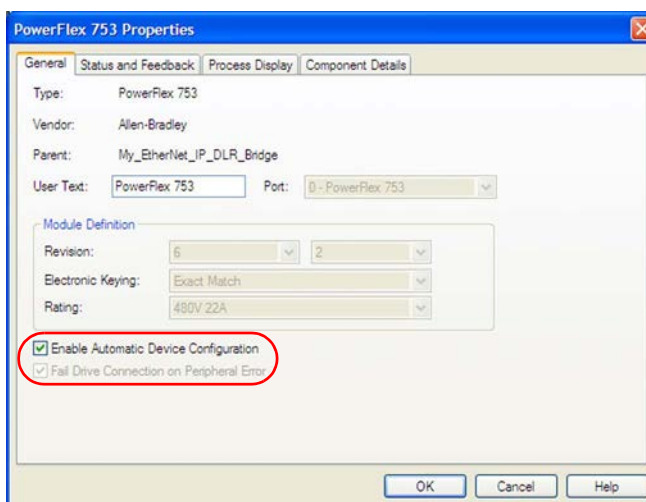 PowerFlex 753 Properties
General Status and Feedback Process Display Component Details
Type: PowerFlex 753
Vendor: Allen-Bradley
Parent: My_EtherNet_IP_DLR_Bridge
User Text: PowerFlex 753 Port: 0 - PowerFlex 753
Module Definition
Revision: 6 2
Electronic Keying: Exact Match
Rating: 480V 22A
Enable Automatic Device Configuration
Fail Drive Connection on Peripheral Error
OK Cancel Help